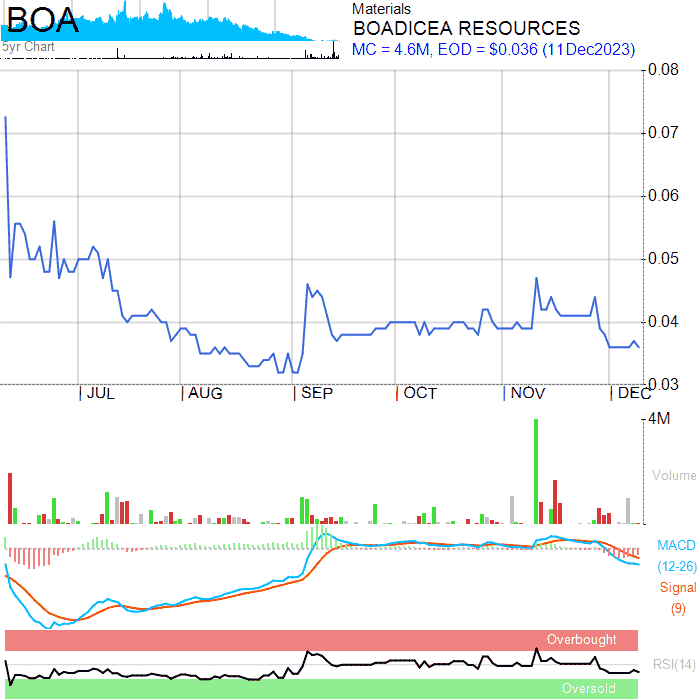 BOA
5yr Chart
Materials
BOADICEA RESOURCES
MC = 4.6M, EOD = $0.036 (11Dec2023)
0.08
0.07
0.06
0.05
0.04
0.03
JUL
AUG
SEP
OCT
NOV
DEC
4M
Volume
MACD
(12-26)
Signal
(9)
Overbought
RSI(14)
Oversold